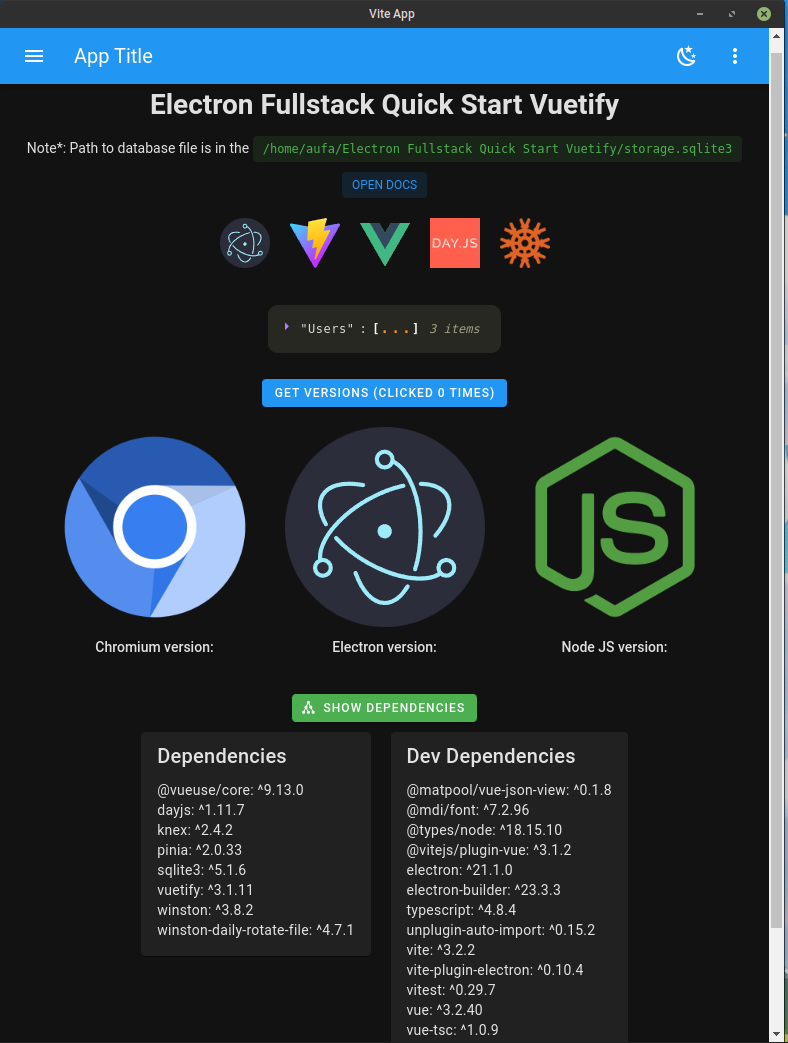 Vite App
App Title
Electron Fullstack Quick Start Vuetify
Note*: Path to database file is in the /home/aufa/Electron Fullstack Quick Start Vuetify/storage.sqlite3
OPEN DOCS
DAY.JS
"Users" : [...] 3 items
GET VERSIONS (CLICKED 0 TIMES)
JS
Chromium version: Electron version: Node JS version:
SHOW DEPENDENCIES
Dependencies
@vueuse/core: ^9.13.0
dayjs: ^1.11.7
knex: ^2.4.2
pinia: ^2.0.33
sqlite3: ^5.1.6
vuetify: ^3.1.11
winston: ^3.8.2
winston-daily-rotate-file: ^4.7.1
Dev Dependencies
@matpool/vue-json-view: ^0.1.8
@mdi/font: ^7.2.96
@types/node: ^18.15.10
@vitejs/plugin-vue: ^3.1.2
electron: ^21.1.0
electron-builder: ^23.3.3
typescript: ^4.8.4
unplugin-auto-import: ^0.15.2
vite: ^3.2.2
vite-plugin-electron: ^0.10.4
vitest: ^0.29.7
vue: ^3.2.40
vue-tsc: ^1.0.9